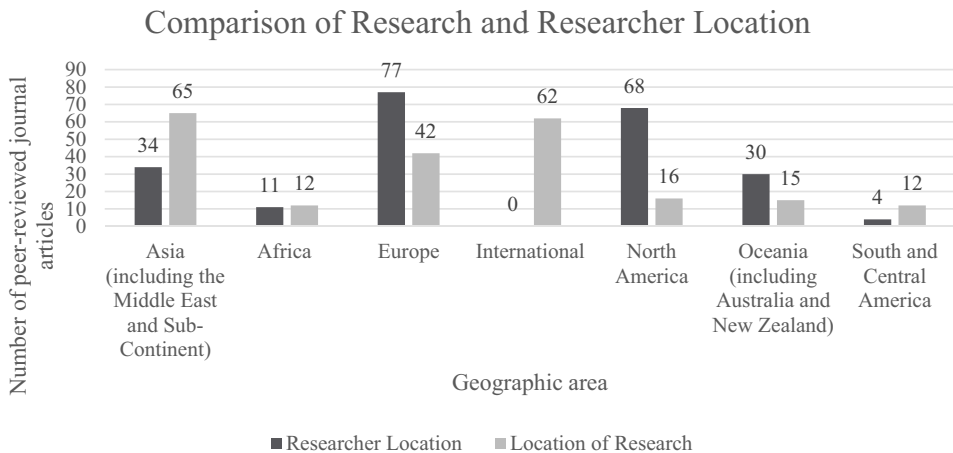 Comparison of Research and Researcher Location
Number of peer-reviewed journal
articles
90
80
70
60
50
40
30
20
10
0
34
65
11
12
77
42
0
62
68
16
30
15
4
12
Asia
(including the
Middle East
and Sub-
Continent)
Africa
Europe
International
North
America
Oceania
(including
Australia and
New Zealand)
South and
Central
America
Geographic area
Researcher Location
Location of Research